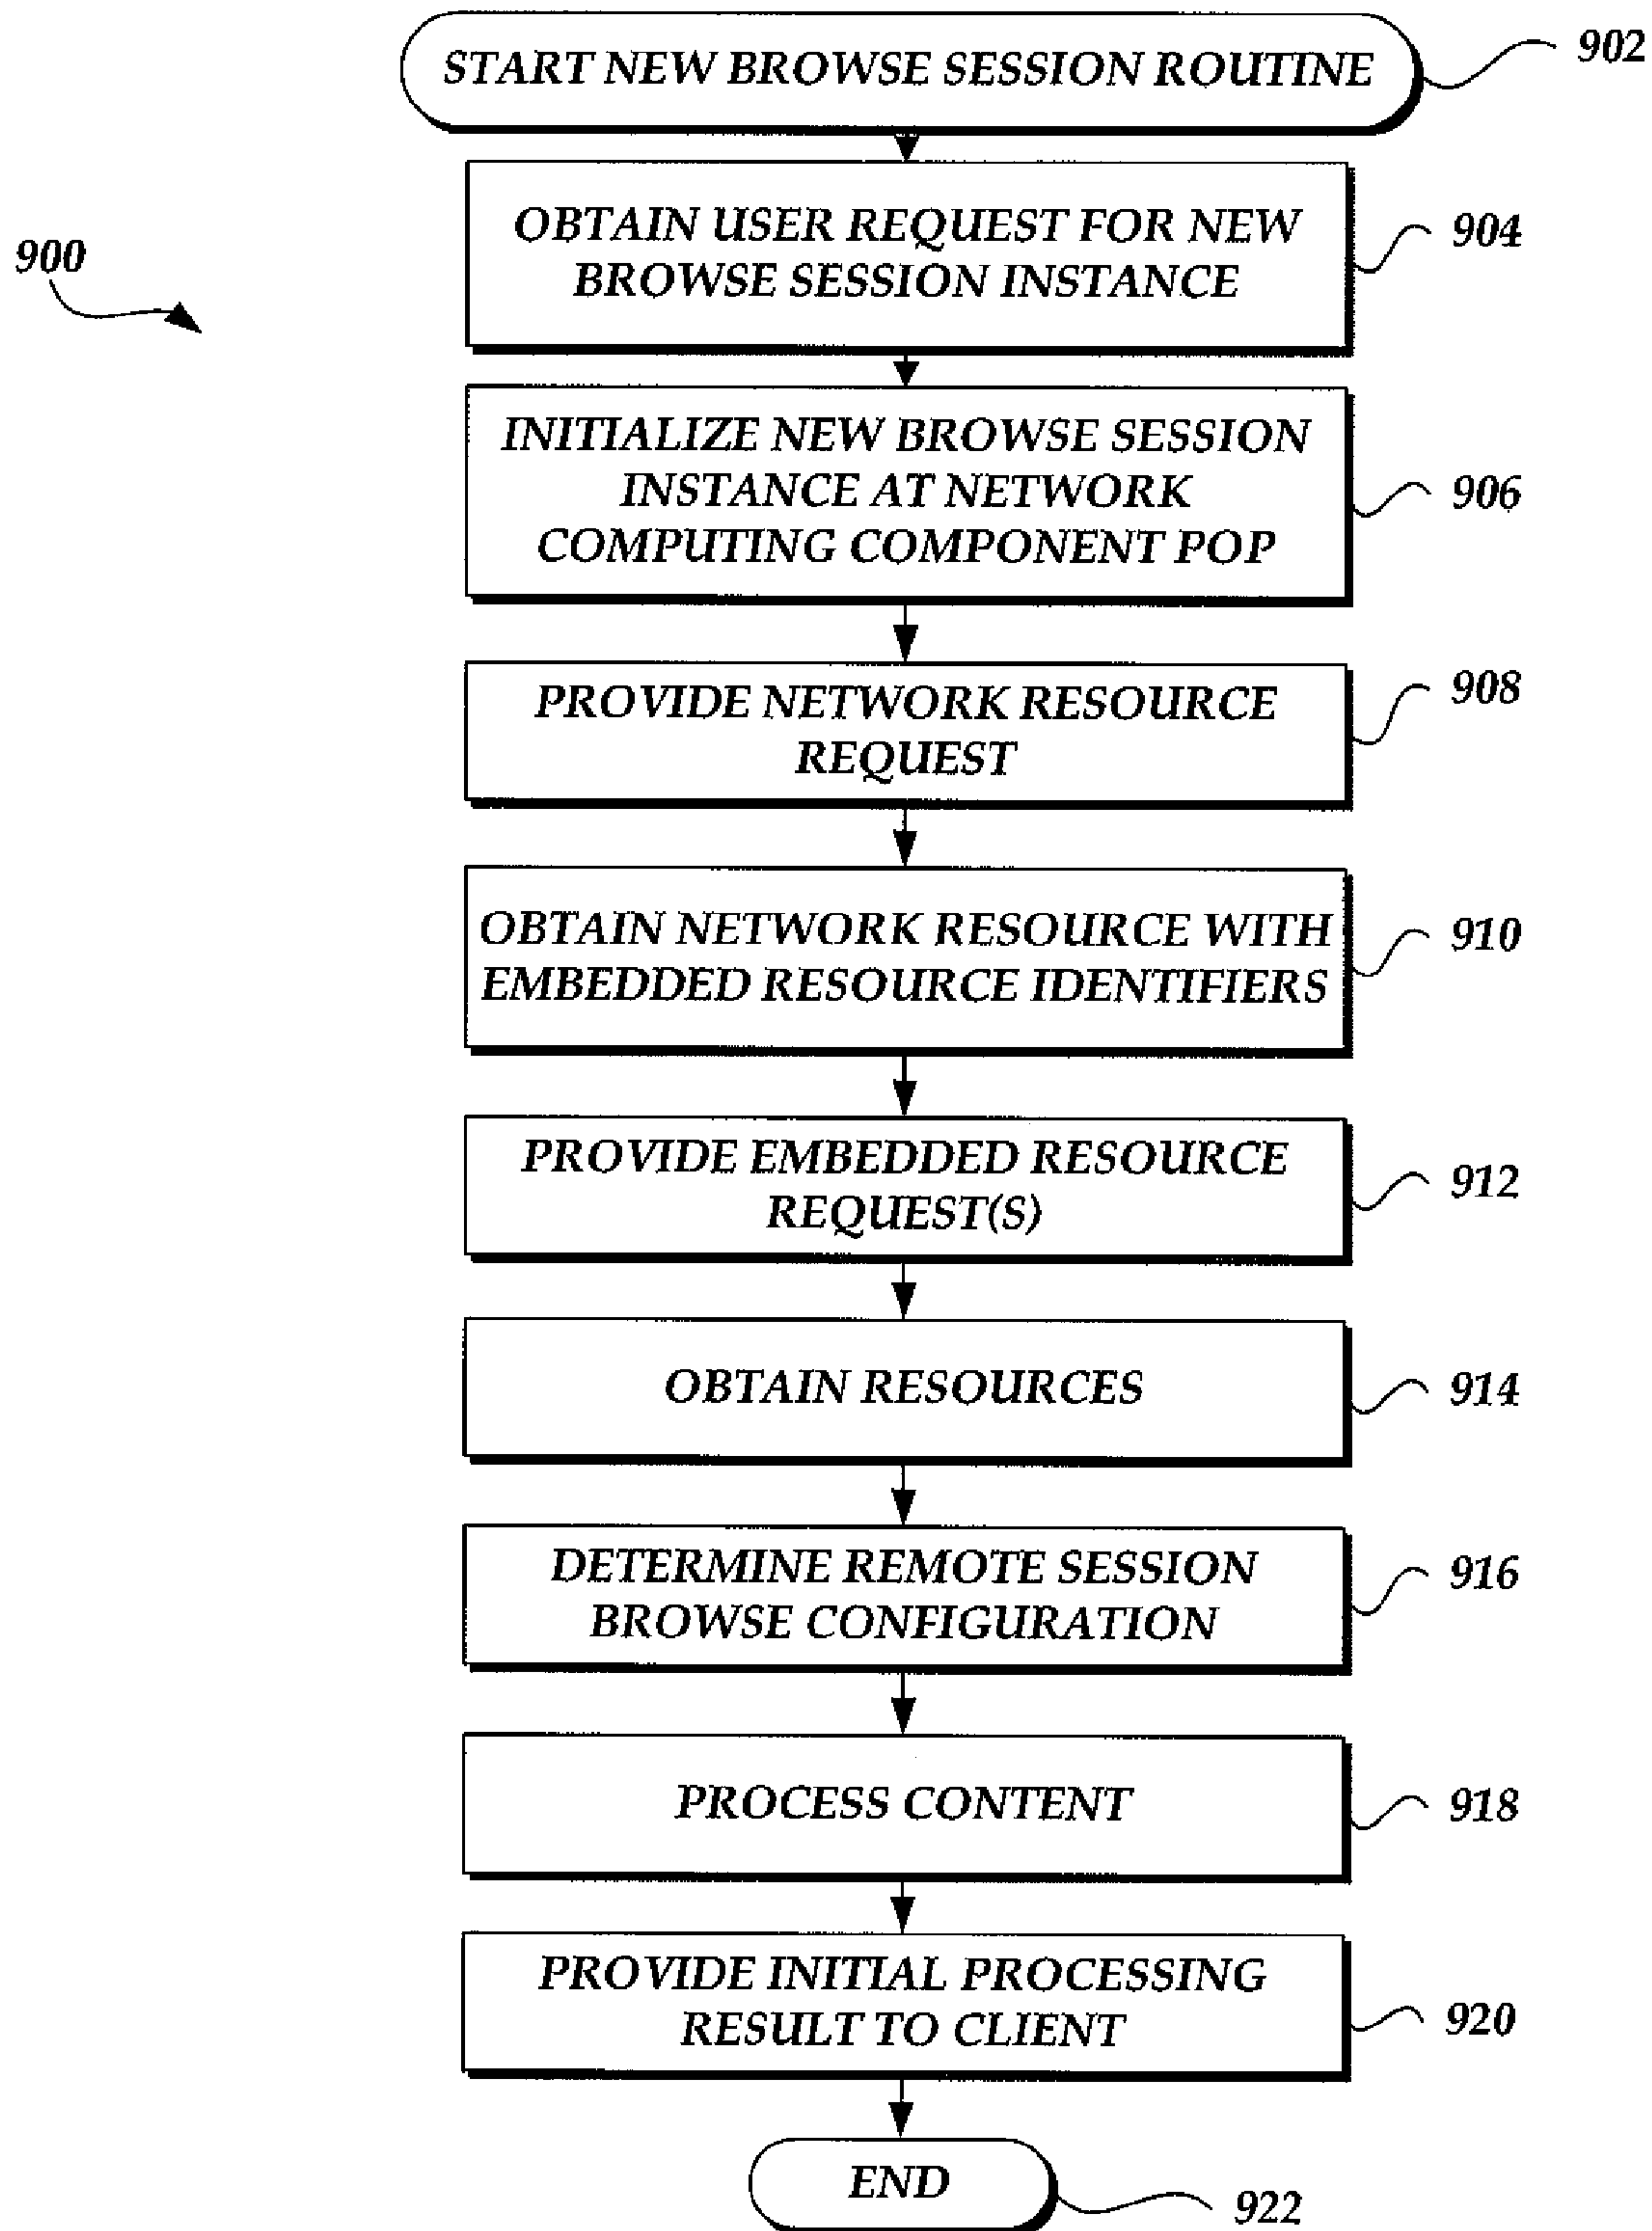 START NEW BROWSE SESSION ROUTINE
902
900
OBTAIN USER REQUEST FOR NEW
BROWSE SESSION INSTANCE
904
INITIALIZE NEW BROWSE SESSION
INSTANCE AT NETWORK
COMPUTING COMPONENT POP
906
PROVIDE NETWORK RESOURCE
REQUEST
908
OBTAIN NETWORK RESOURCE WITH
EMBEDDED RESOURCE IDENTIFIERS
910
PROVIDE EMBEDDED RESOURCE
REQUEST(S)
912
OBTAIN RESOURCES
914
DETERMINE REMOTE SESSION
BROWSE CONFIGURATION
916
PROCESS CONTENT
918
PROVIDE INITIAL PROCESSING
RESULT TO CLIENT
920
END
922